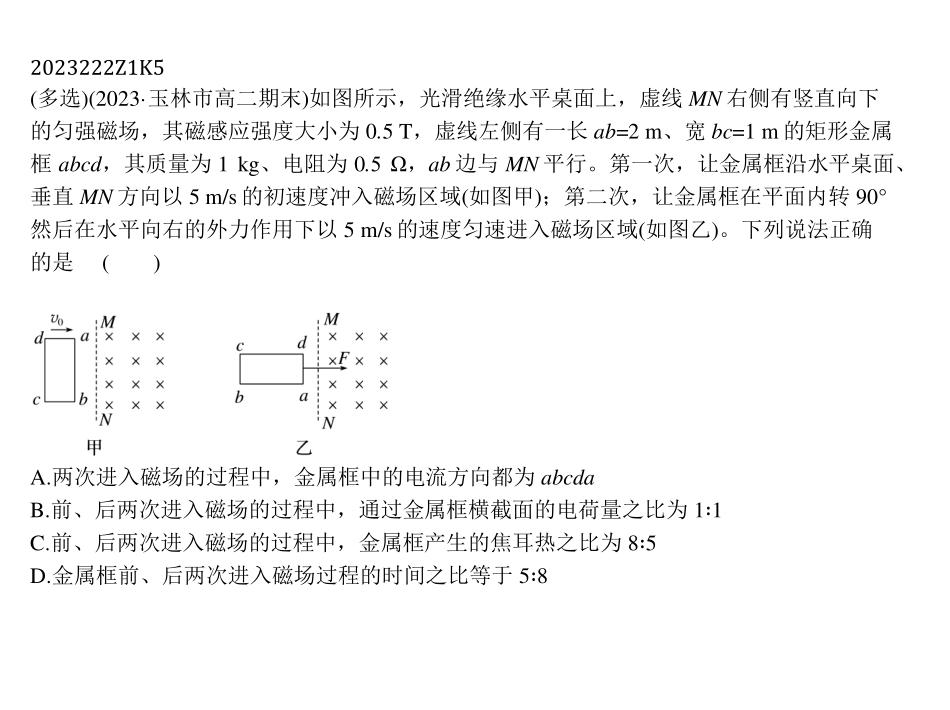 2023222Z1K5
(多选)(2023·玉林市高二期末)如图所示，光滑绝缘水平桌面上，虚线 MN 右侧有竖直向下
的匀强磁场，其磁感应强度大小为 0.5 T，虚线左侧有一长 ab=2 m、宽 bc=1 m 的矩形金属
框 abcd，其质量为 1 kg、电阻为 0.5 Ω，ab 边与 MN 平行。第一次，让金属框沿水平桌面、
垂直 MN 方向以 5 m/s 的初速度冲入磁场区域(如图甲)；第二次，让金属框在平面内转 90°
然后在水平向右的外力作用下以 5 m/s 的速度匀速进入磁场区域(如图乙)。下列说法正确
的是 (  )
v₀ M
d a
c b
N
甲
M
c d
F
b a
N
乙
A.两次进入磁场的过程中，金属框中的电流方向都为 abcda
B.前、后两次进入磁场的过程中，通过金属框横截面的电荷量之比为 1∶1
C.前、后两次进入磁场的过程中，金属框产生的焦耳热之比为 8∶5
D.金属框前、后两次进入磁场过程的时间之比等于 5∶8